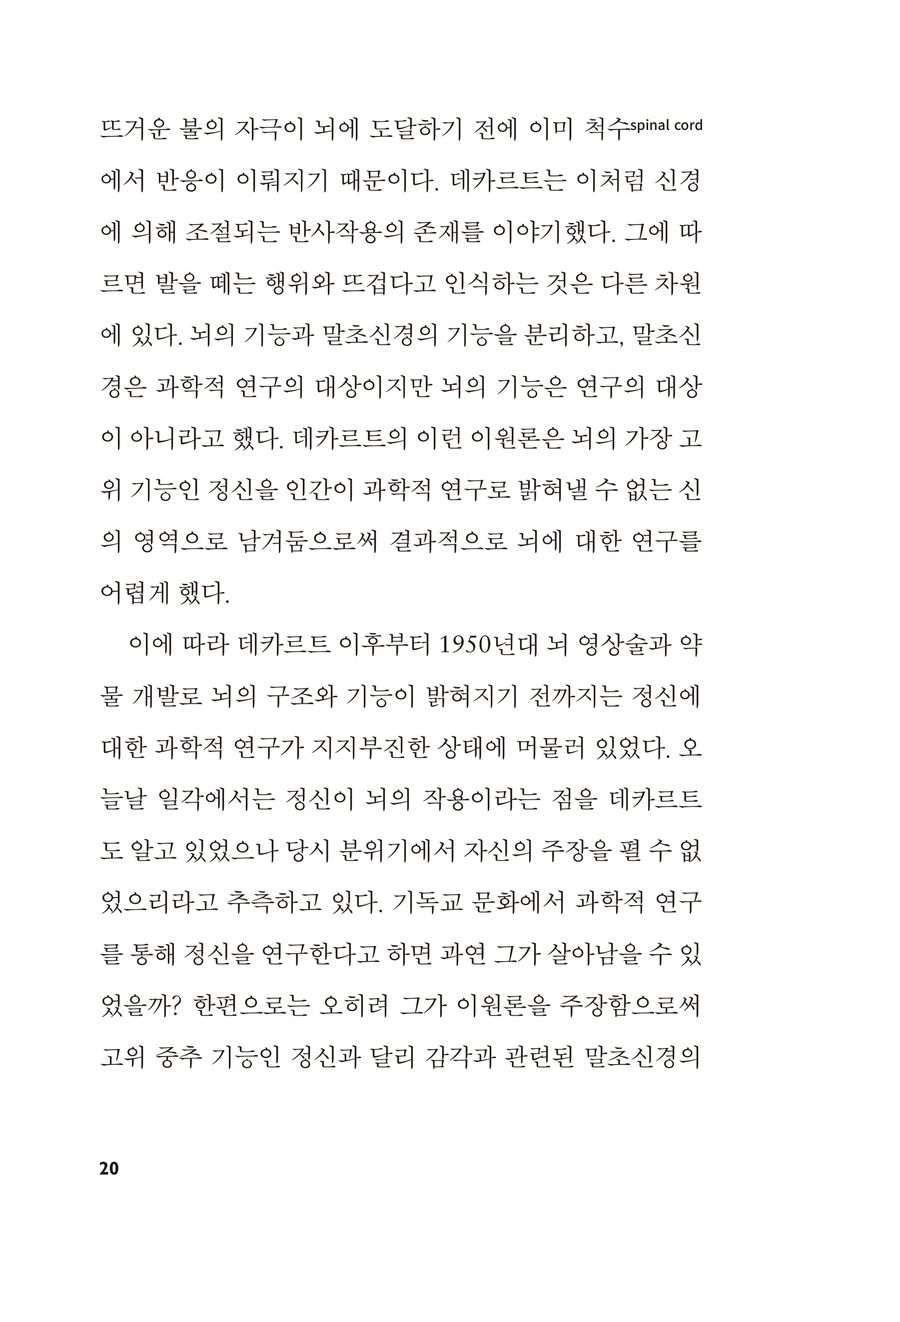 뜨거운 불의 자극이 뇌에 도달하기 전에 이미 척수spinal cord
에서 반응이 이뤄지기 때문이다. 데카르트는 이처럼 신경
에 의해 조절되는 반사작용의 존재를 이야기했다. 그에 따
르면 발을 떼는 행위와 뜨겁다고 인식하는 것은 다른 차원
에 있다. 뇌의 기능과 말초신경의 기능을 분리하고, 말초신
경은 과학적 연구의 대상이지만 뇌의 기능은 연구의 대상
이 아니라고 했다. 데카르트의 이런 이원론은 뇌의 가장 고
위 기능인 정신을 인간이 과학적 연구로 밝혀낼 수 없는 신
의 영역으로 남겨둠으로써 결과적으로 뇌에 대한 연구를
어렵게 했다.
이에 따라 데카르트 이후부터 1950년대 뇌 영상술과 약
물 개발로 뇌의 구조와 기능이 밝혀지기 전까지는 정신에
대한 과학적 연구가 지지부진한 상태에 머물러 있었다. 오
늘날 일각에서는 정신이 뇌의 작용이라는 점을 데카르트
도 알고 있었으나 당시 분위기에서 자신의 주장을 펼 수 없
었으리라고 추측하고 있다. 기독교 문화에서 과학적 연구
를 통해 정신을 연구한다고 하면 과연 그가 살아남을 수 있
었을까? 한편으로는 오히려 그가 이원론을 주장함으로써
고위 중추 기능인 정신과 달리 감각과 관련된 말초신경의
20